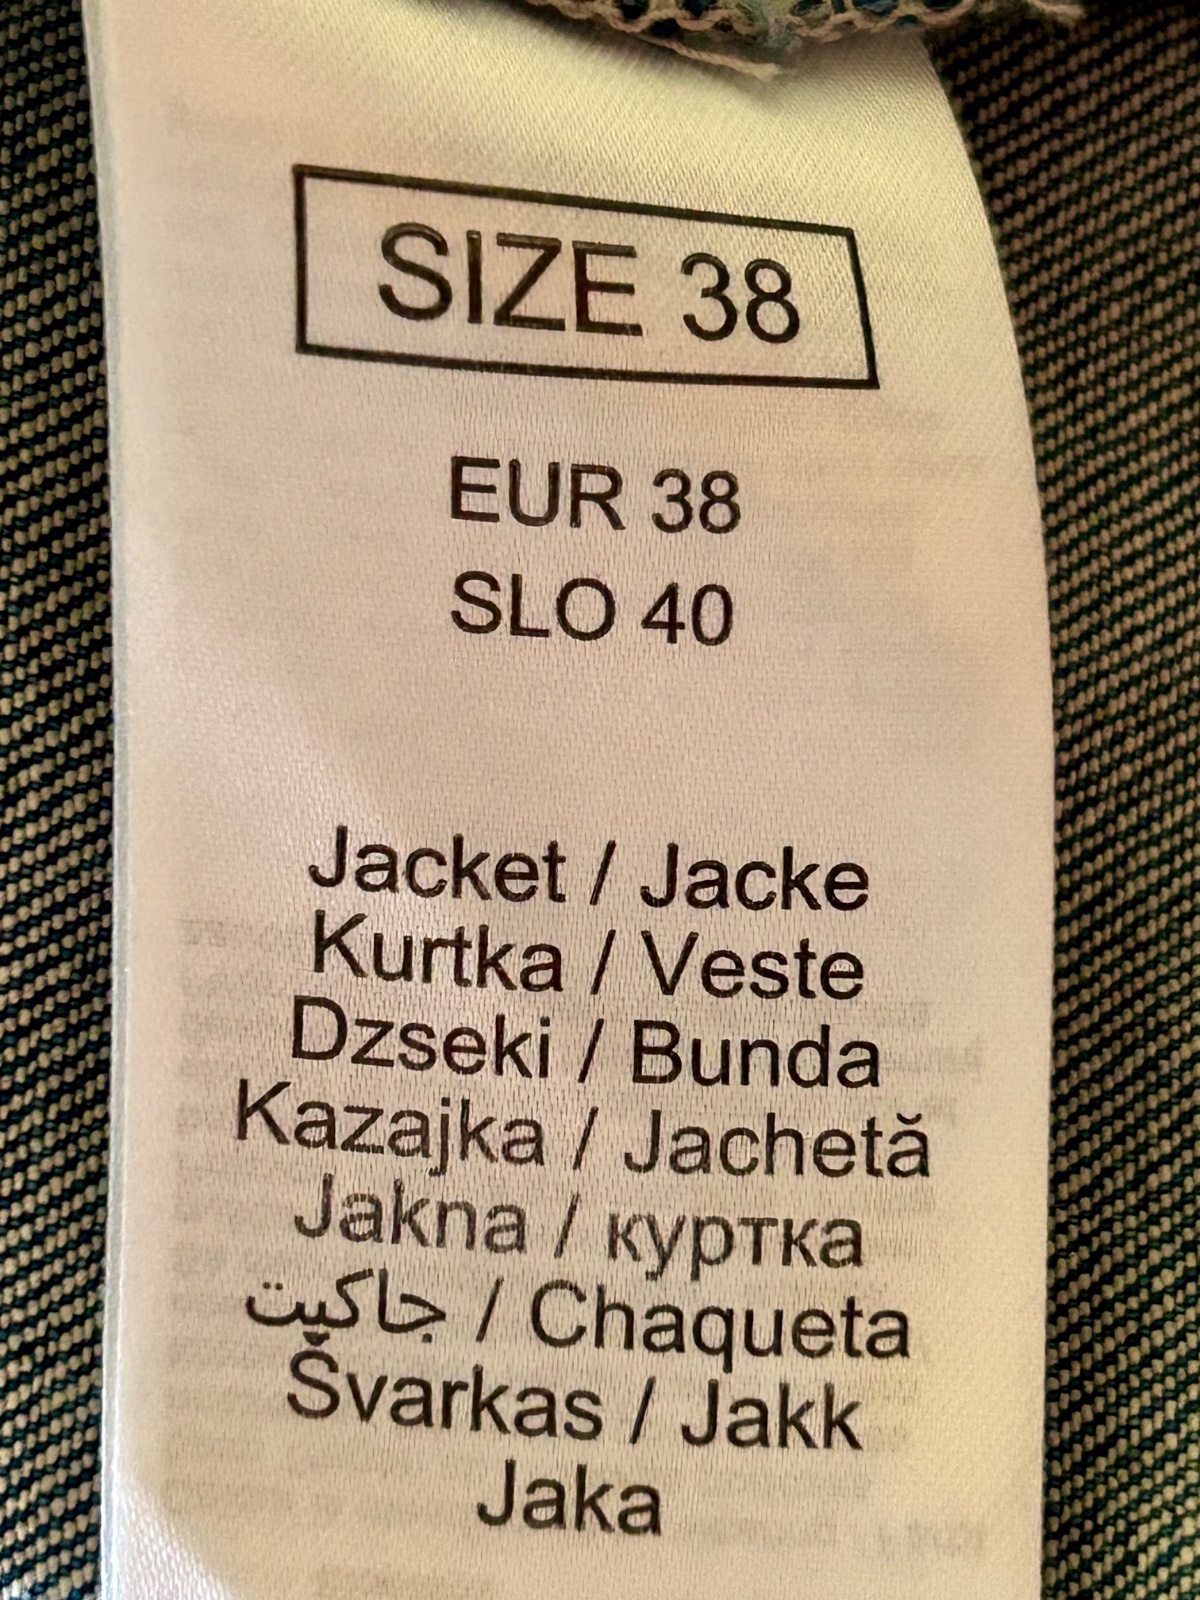 SIZE 38
EUR 38
SLO 40
Jacket / Jacke
Kurtka / Veste
Dzseki / Bunda
Kazajka / Jachetă
Jakna / куртка
جاكيت / Chaqueta
Švarkas / Jakk
Jaka